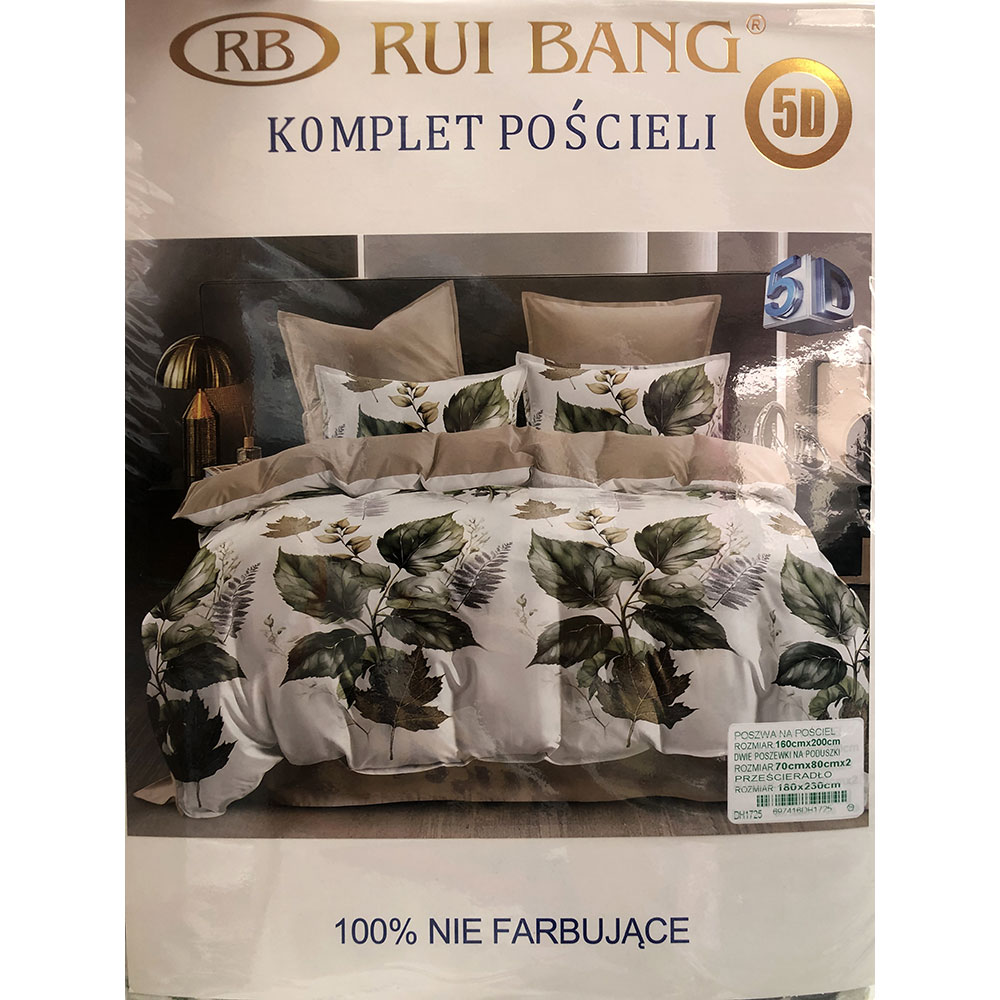 RB RUI BANG®
KOMPLET POŚCIELI
5D
5D
POSZWA NA POŚCIEL
ROZMIAR 160cmx200cm
DWIE POSZEWKI NA PODUSZKI
ROZMIAR 70cmx80cmx2
PRZEŚCIERADŁO
ROZMIAR 180x230cm
DH1725 697416DH1725
100% NIE FARBUJĄCE